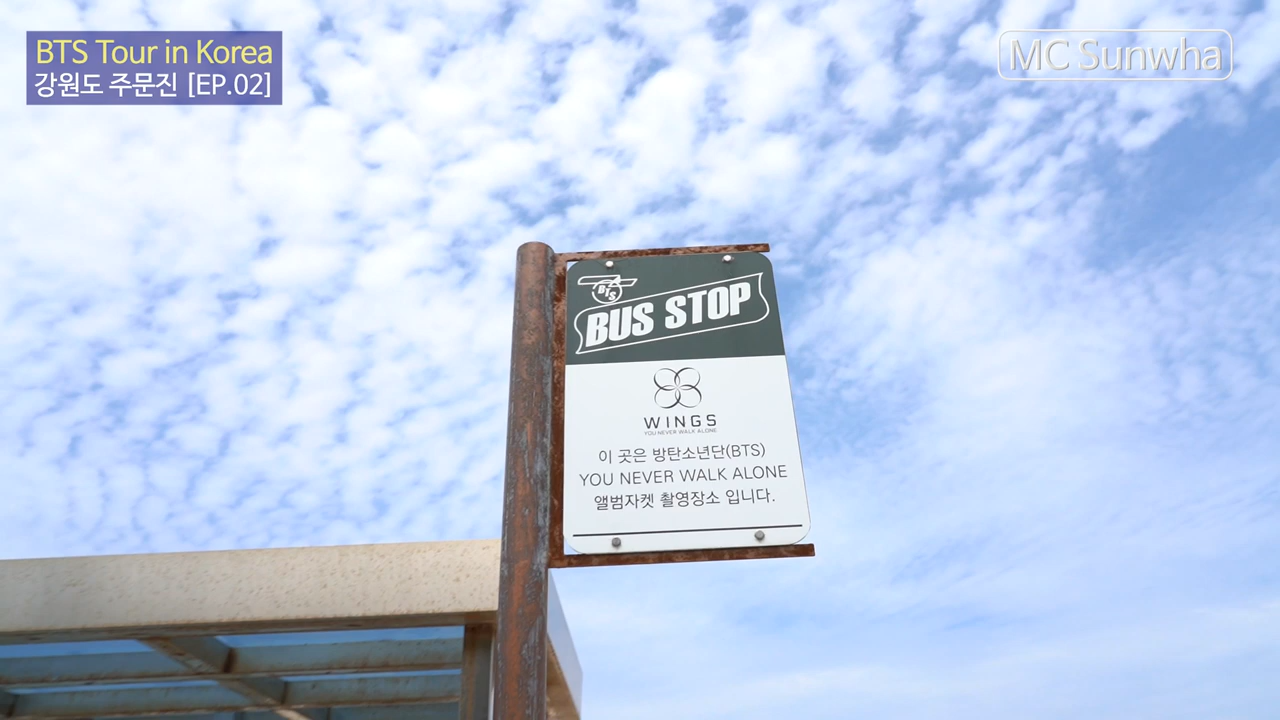 BTS Tour in Korea
강원도 주문진 [EP.02]
MC Sunwha
BTS
BUS STOP
WINGS
YOU NEVER WALK ALONE
이 곳은 방탄소년단(BTS)
YOU NEVER WALK ALONE
앨범자켓 촬영장소 입니다.